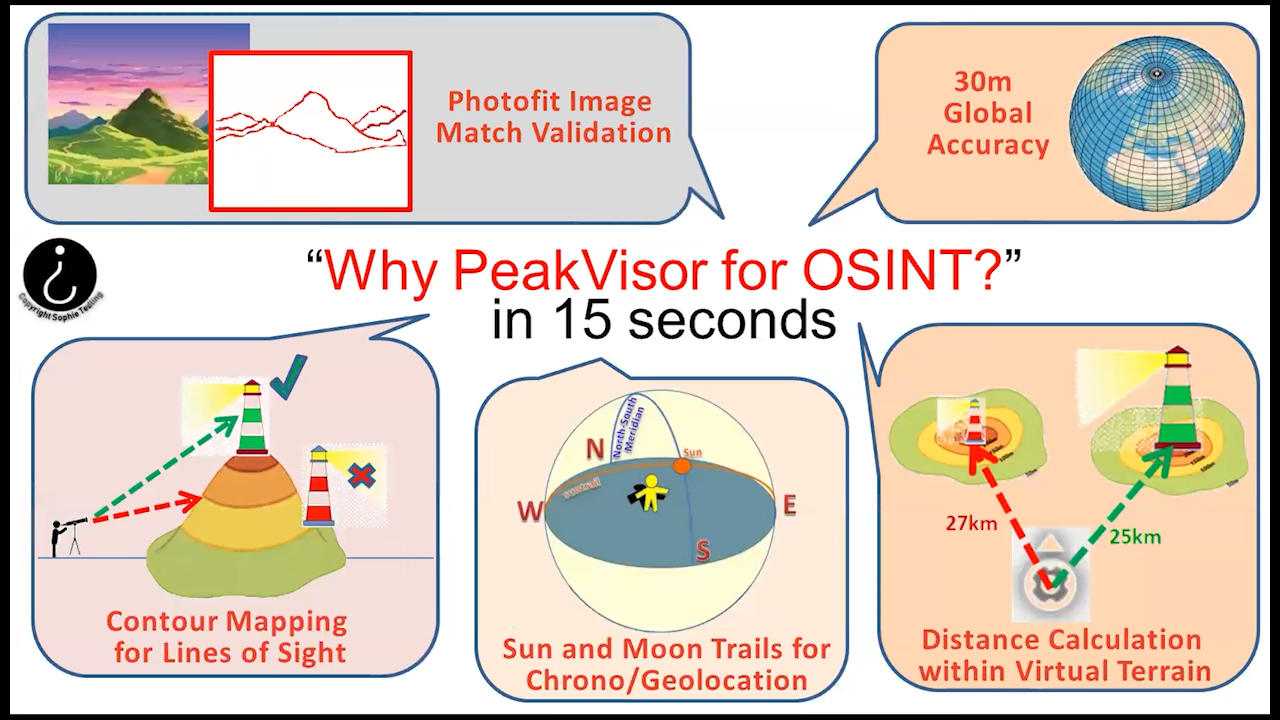 Photofit Image
Match Validation
30m
Global
Accuracy
“Why PeakVisor for OSINT?”
in 15 seconds
Copyright Sophie Tedling
Contour Mapping
for Lines of Sight
North-South
Meridian
N
Sun
suntrail
W
E
S
Sun and Moon Trails for
Chrono/Geolocation
27km
25km
Distance Calculation
within Virtual Terrain